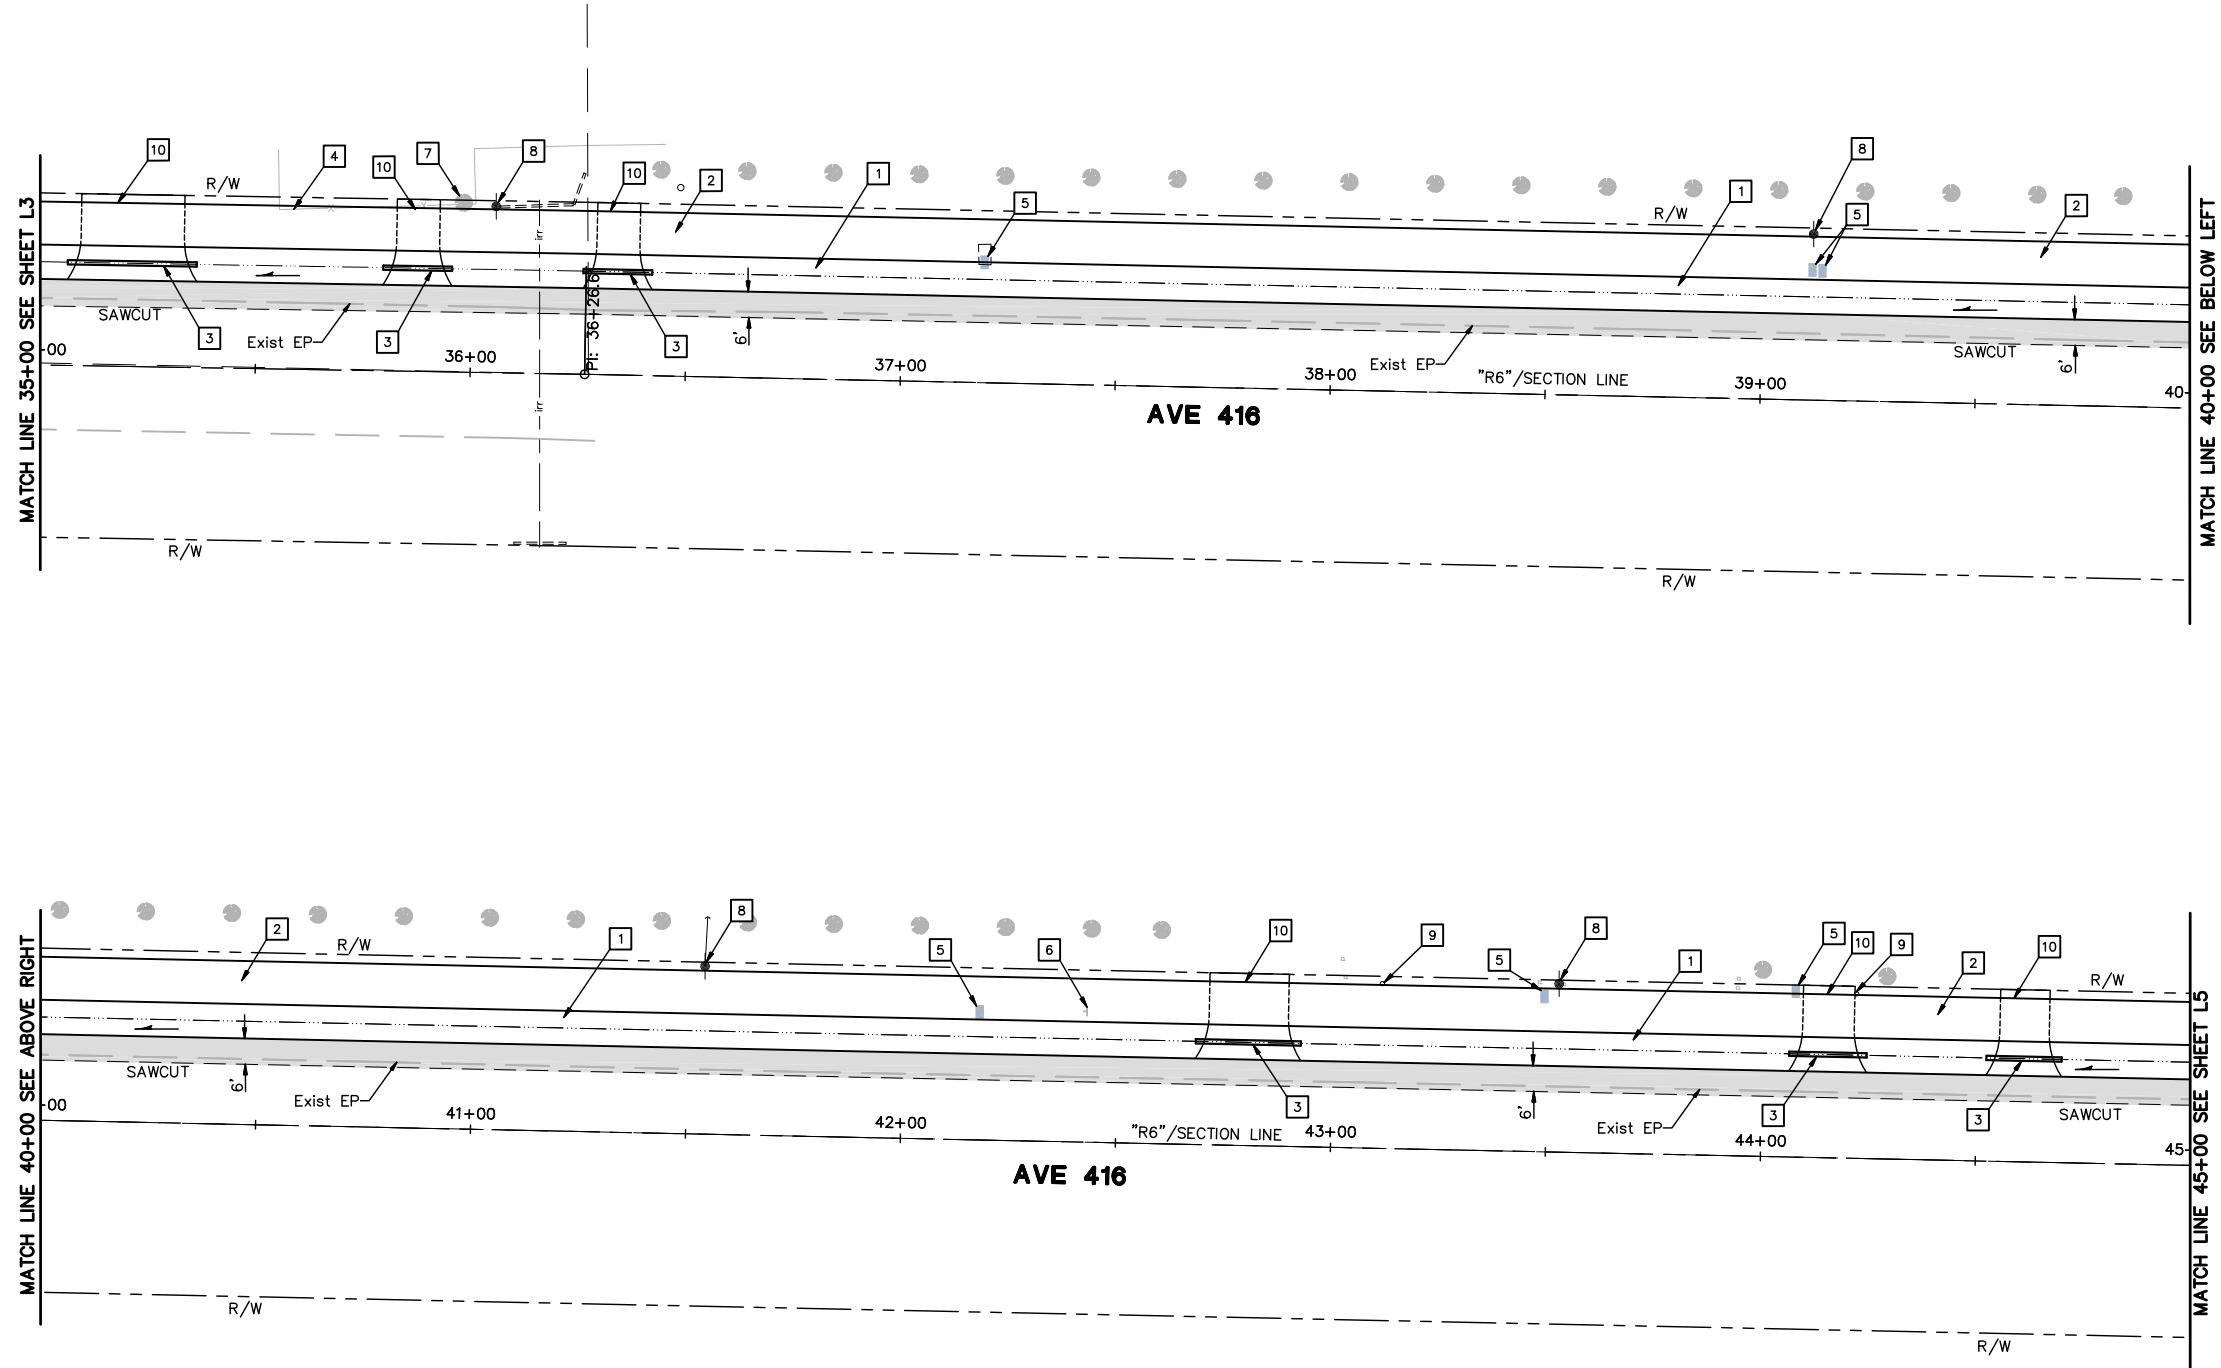 10
4
10
7
8
10
2
1
5
R/W
8
1
5
2
R/W
irr
MATCH LINE 35+00 SEE SHEET L3
MATCH LINE 40+00 SEE BELOW LEFT
SAWCUT
3
Exist EP
3
3
PI: 36+26.6
6'
Exist EP
SAWCUT
6'
00
36+00
37+00
38+00
"R6"/SECTION LINE
39+00
40
irr
AVE 416
R/W
R/W
2
R/W
1
8
5
6
10
9
5
8
1
5
10
9
2
10
R/W
MATCH LINE 40+00 SEE ABOVE RIGHT
MATCH LINE 45+00 SEE SHEET L5
SAWCUT
6'
Exist EP
3
6'
Exist EP
3
3
SAWCUT
00
41+00
42+00
"R6"/SECTION LINE
43+00
44+00
45
AVE 416
R/W
R/W